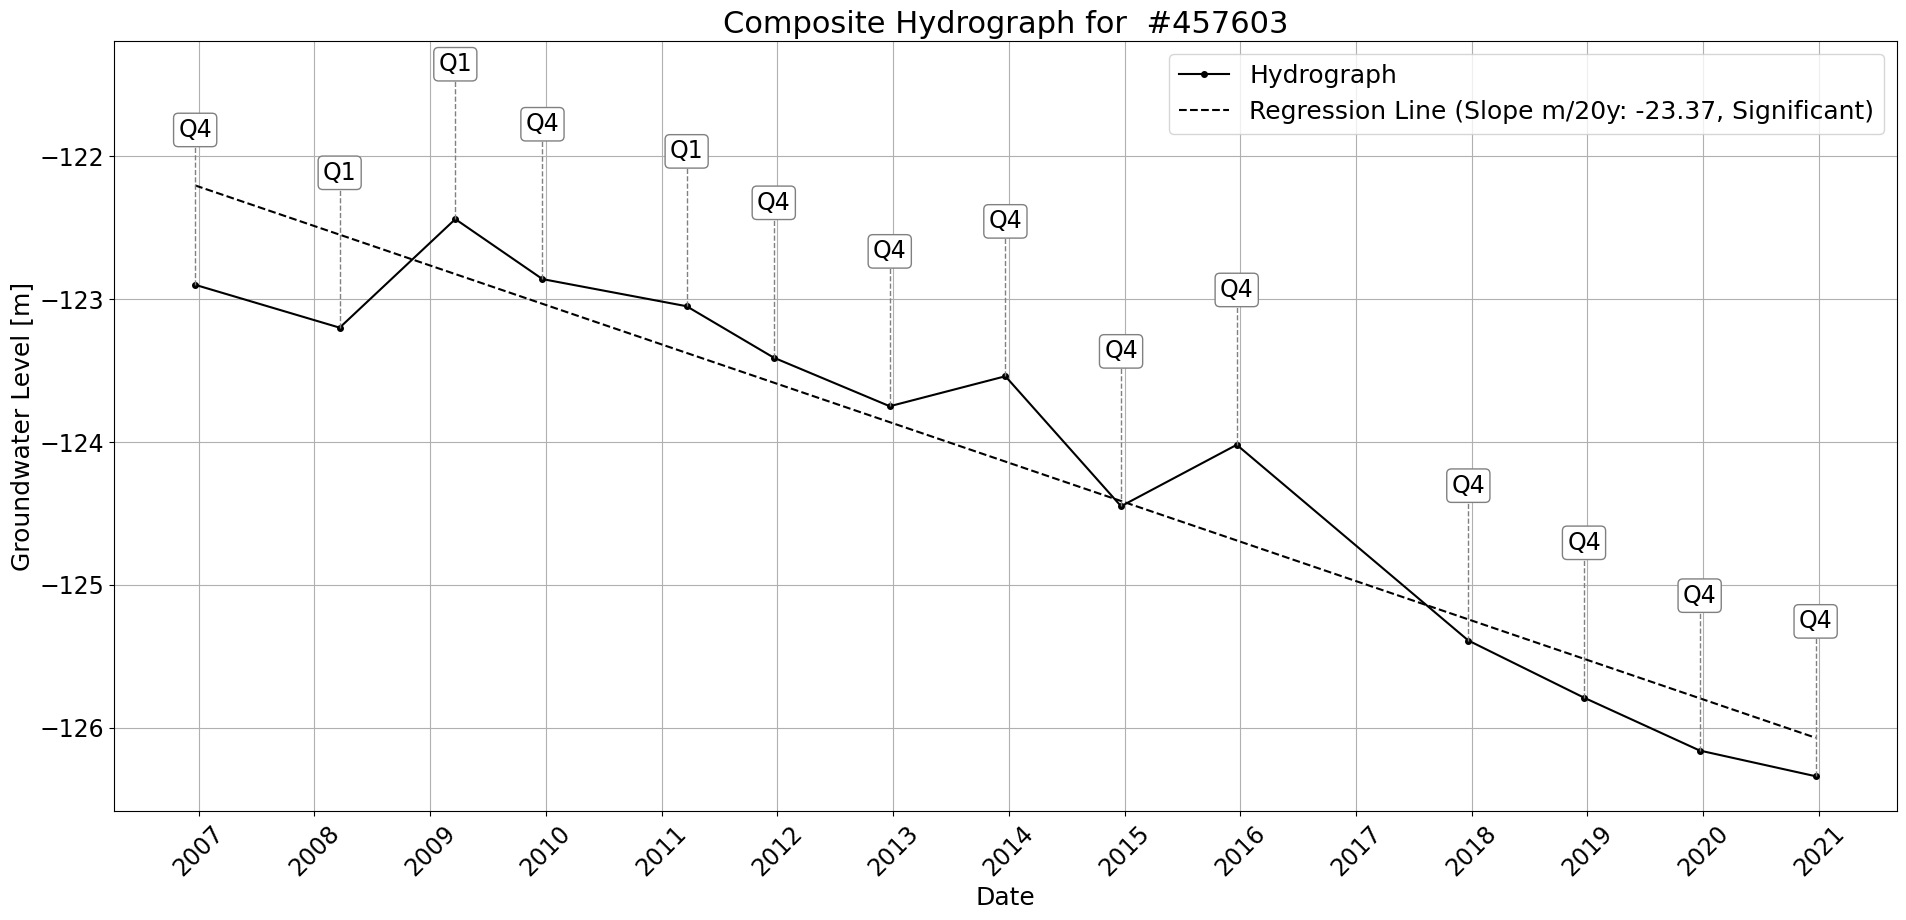 Composite Hydrograph for #457603
Hydrograph
Regression Line (Slope m/20y: -23.37, Significant)
Q4
Q1
Q1
Q4
Q1
Q4
Q4
Q4
Q4
Q4
Q4
Q4
Q4
Q4
Groundwater Level [m]
−122
−123
−124
−125
−126
2007
2008
2009
2010
2011
2012
2013
2014
2015
2016
2017
2018
2019
2020
2021
Date